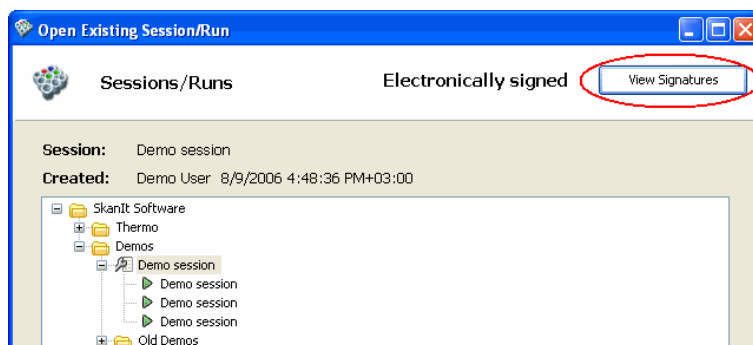 Open Existing Session/Run
Sessions/Runs Electronically signed View Signatures
Session: Demo session
Created: Demo User 8/9/2006 4:48:36 PM+03:00
SkanIt Software
Thermo
Demos
Demo session
Demo session
Demo session
Demo session
Old Demos